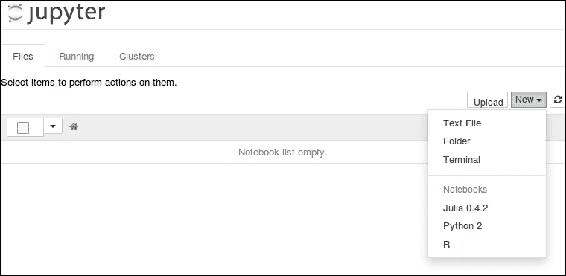 jupyter
Files Running Clusters
Select items to perform actions on them.
Upload New
Notebook list empty.
Text File
Folder
Terminal
Notebooks
Julia 0.4.2
Python 2
R